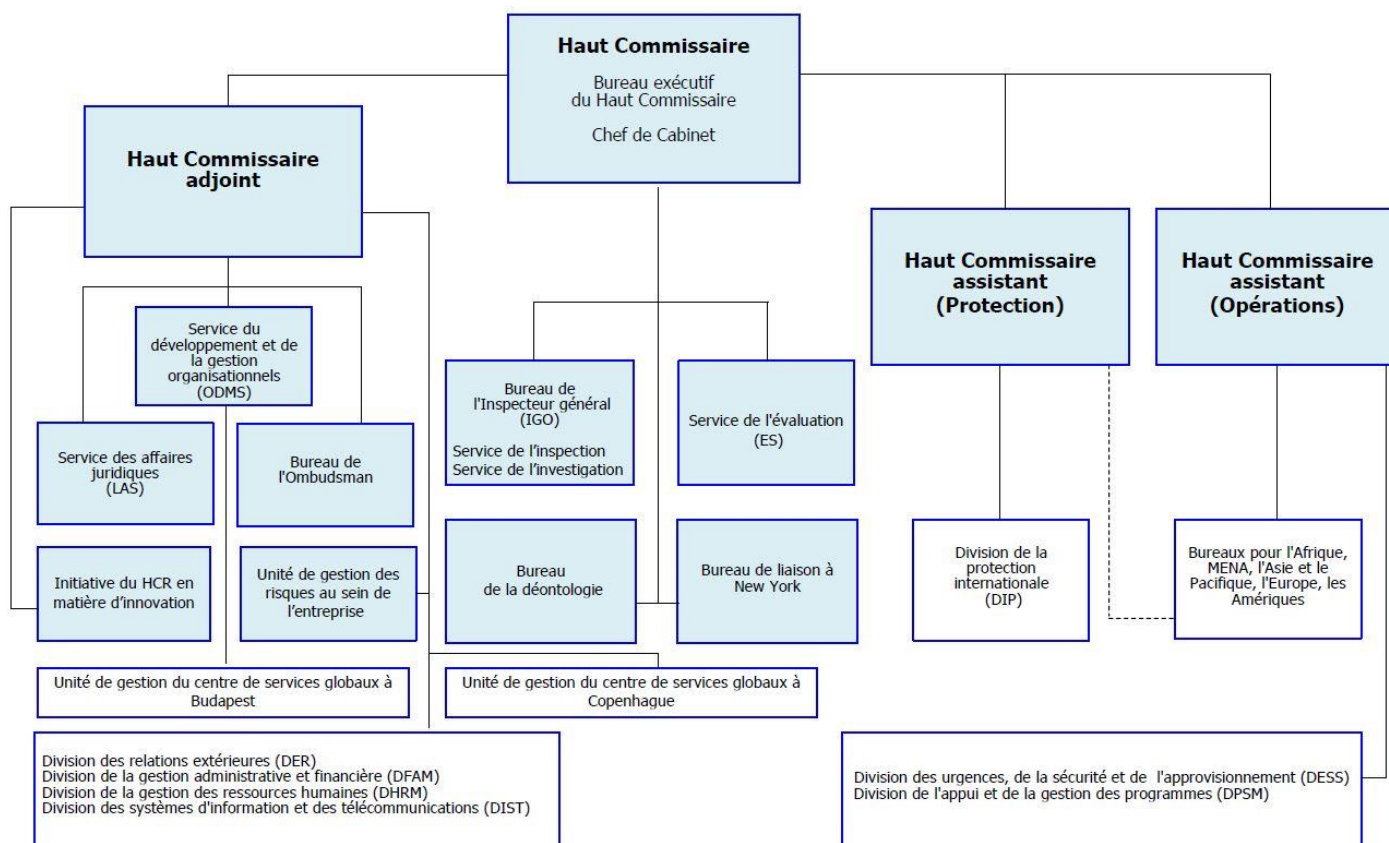 Haut Commissaire
Bureau exécutif
du Haut Commissaire
Chef de Cabinet
Haut Commissaire
adjoint
Haut Commissaire
assistant
(Protection)
Haut Commissaire
assistant
(Opérations)
Service du
développement et de
la gestion
organisationnels
(ODMS)
Service des affaires
juridiques
(LAS)
Bureau de
l'Ombudsman
Bureau de
l'Inspecteur général
(IGO)
Service de l'inspection
Service de l'investigation
Service de l'évaluation
(ES)
Initiative du HCR en
matière d'innovation
Unité de gestion des
risques au sein de
l'entreprise
Bureau
de la déontologie
Bureau de liaison à
New York
Division de la
protection
internationale
(DIP)
Bureaux pour l'Afrique,
MENA, l'Asie et le
Pacifique, l'Europe, les
Amériques
Unité de gestion du centre de services globaux à
Budapest
Unité de gestion du centre de services globaux à
Copenhague
Division des relations extérieures (DER)
Division de la gestion administrative et financière (DFAM)
Division de la gestion des ressources humaines (DHRM)
Division des systèmes d'information et des télécommunications (DIST)
Division des urgences, de la sécurité et de l'approvisionnement (DESS)
Division de l'appui et de la gestion des programmes (DPSM)